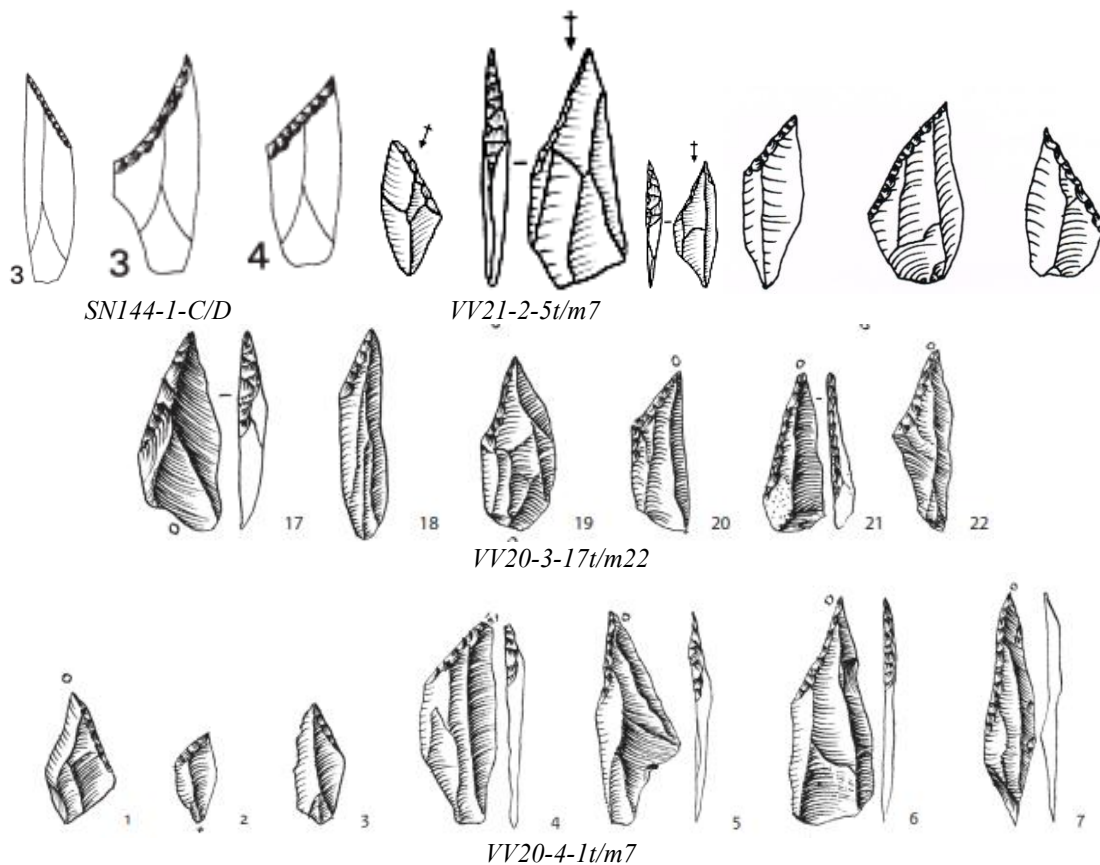 3 3 4
SN144-1-C/D VV21-2-5t/m7
17 18 19 20 21 22
VV20-3-17t/m22
1 2 3 4 5 6 7
VV20-4-1t/m7